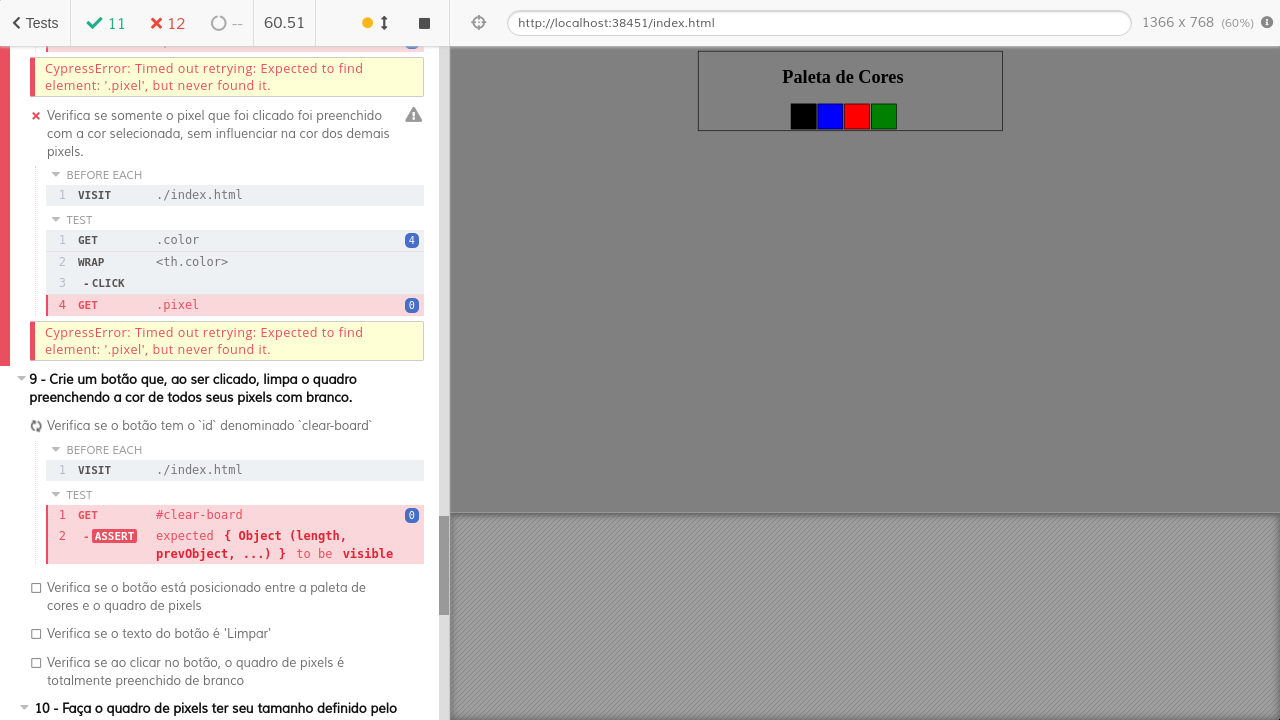 Tests 11 12 -- 60.51
http://localhost:38451/index.html 1366 x 768 (60%)
CypressError: Timed out retrying: Expected to find
element: '.pixel', but never found it.
Verifica se somente o pixel que foi clicado foi preenchido
com a cor selecionada, sem influenciar na cor dos demais
pixels.
BEFORE EACH
1 VISIT ./index.html
TEST
1 GET .color 4
2 WRAP <th.color>
3 -CLICK
4 GET .pixel 0
CypressError: Timed out retrying: Expected to find
element: '.pixel', but never found it.
9 - Crie um botão que, ao ser clicado, limpa o quadro
preenchendo a cor de todos seus pixels com branco.
Verifica se o botão tem o `id` denominado `clear-board`
BEFORE EACH
1 VISIT ./index.html
TEST
1 GET #clear-board 0
2 -ASSERT expected { Object (length,
prevObject, ...) } to be visible
Verifica se o botão está posicionado entre a paleta de
cores e o quadro de pixels
Verifica se o texto do botão é 'Limpar'
Verifica se ao clicar no botão, o quadro de pixels é
totalmente preenchido de branco
10 - Faça o quadro de pixels ter seu tamanho definido pelo
Paleta de Cores